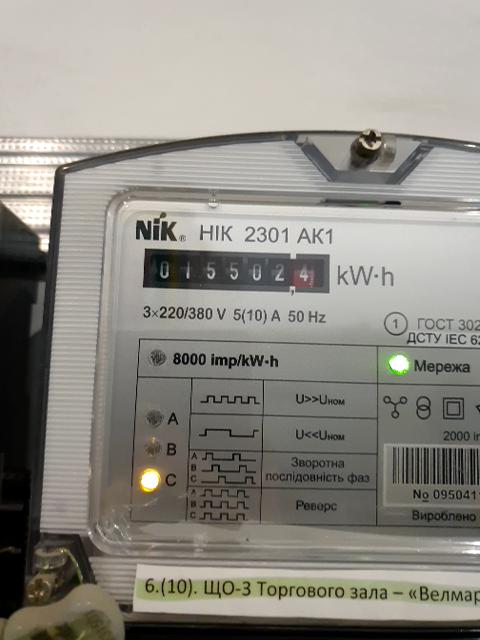 NiK® НІК 2301 АК1
0155024 kW·h
3×220/380 V 5(10) A 50 Hz
1 ГОСТ 302
ДСТУ IEC 62
8000 imp/kW·h
Мережа
U>>Uном
A
U<<Uном
2000 in
B
A
B
C
Зворотна
послідовність фаз
C
№ 095041
A
B
C
Реверс
Вироблено
6.(10). ЩО-3 Торгового зала – «Велмар